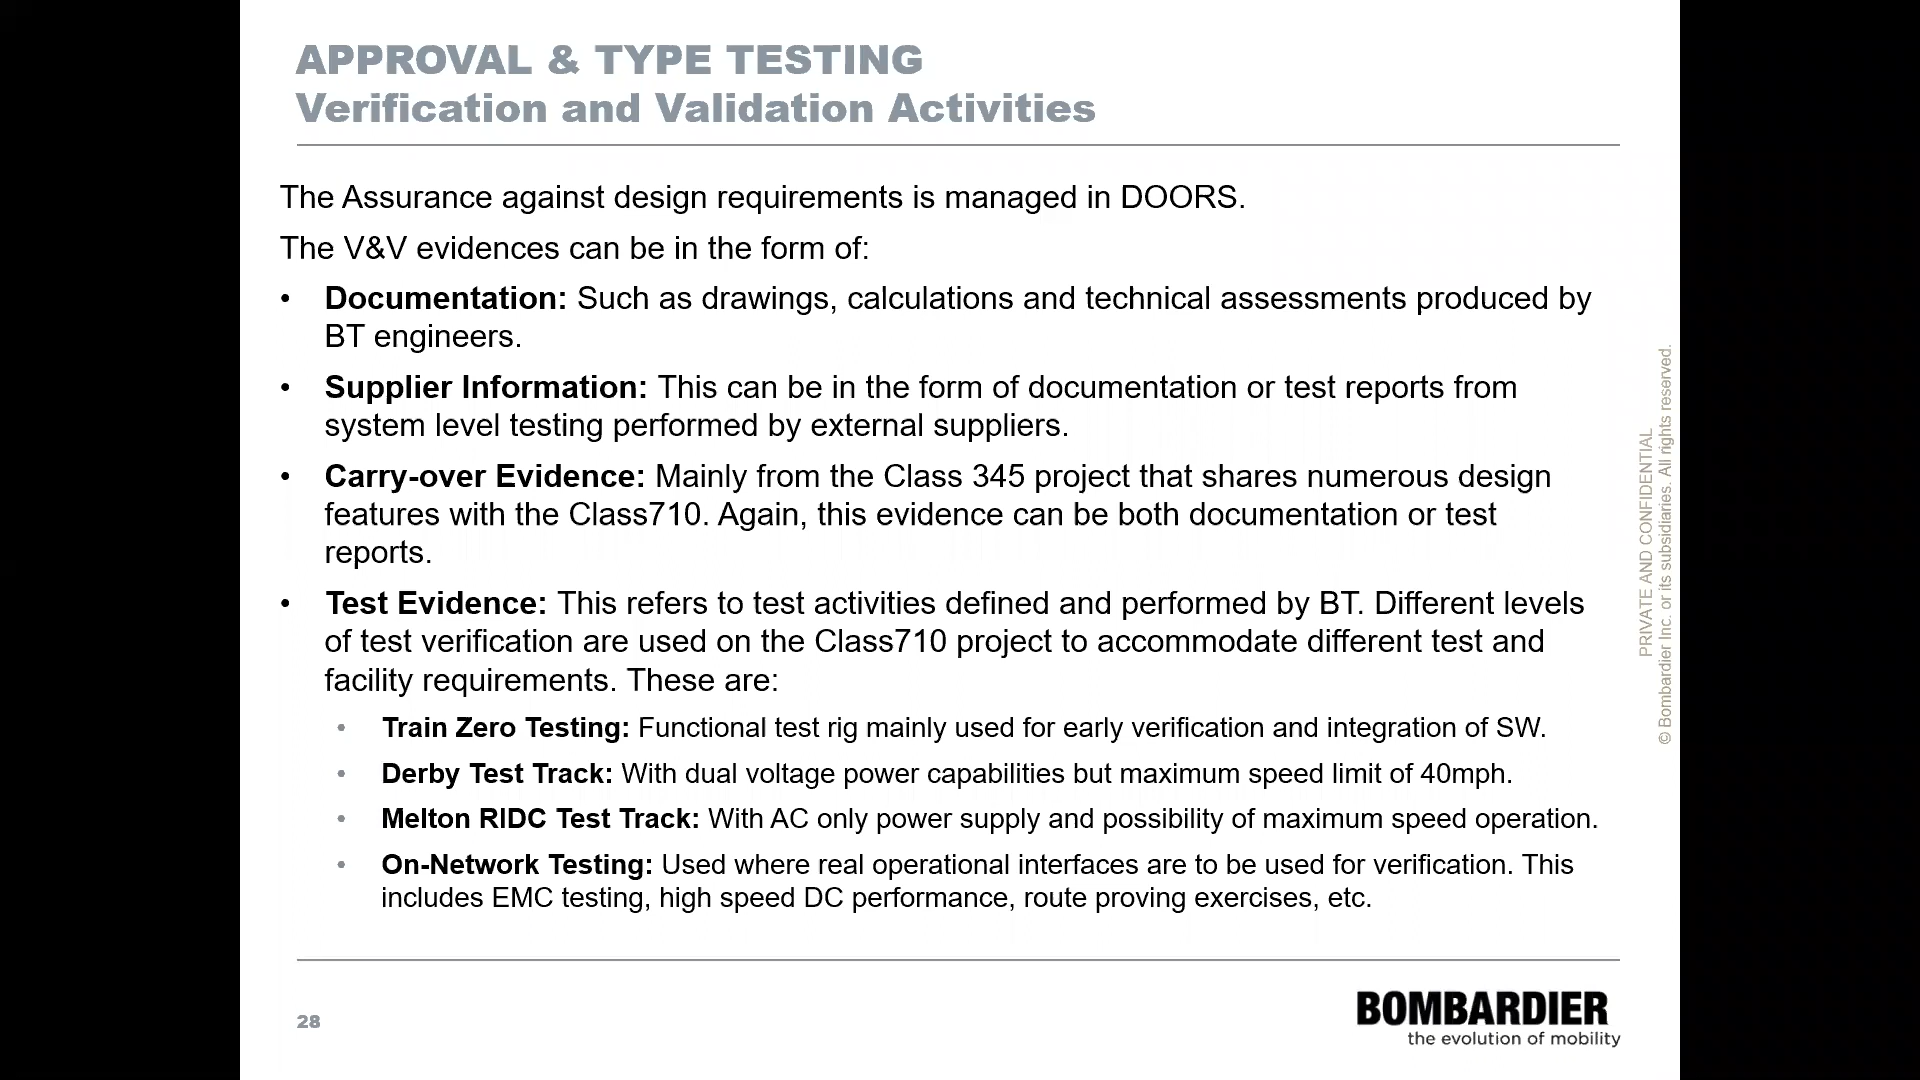 APPROVAL & TYPE TESTING
Verification and Validation Activities
The Assurance against design requirements is managed in DOORS.
The V&V evidences can be in the form of:
• Documentation: Such as drawings, calculations and technical assessments produced by
BT engineers.
• Supplier Information: This can be in the form of documentation or test reports from
system level testing performed by external suppliers.
• Carry-over Evidence: Mainly from the Class 345 project that shares numerous design
features with the Class710. Again, this evidence can be both documentation or test
reports.
• Test Evidence: This refers to test activities defined and performed by BT. Different levels
of test verification are used on the Class710 project to accommodate different test and
facility requirements. These are:
• Train Zero Testing: Functional test rig mainly used for early verification and integration of SW.
• Derby Test Track: With dual voltage power capabilities but maximum speed limit of 40mph.
• Melton RIDC Test Track: With AC only power supply and possibility of maximum speed operation.
• On-Network Testing: Used where real operational interfaces are to be used for verification. This
includes EMC testing, high speed DC performance, route proving exercises, etc.
PRIVATE AND CONFIDENTIAL
© Bombardier Inc. or its subsidiaries. All rights reserved.
28
BOMBARDIER
the evolution of mobility